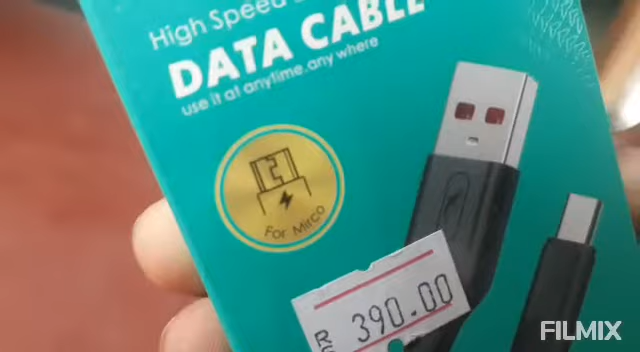 High Speed
DATA CABLE
use it at anytime.any where
For Mirco
390.00
FILMIX